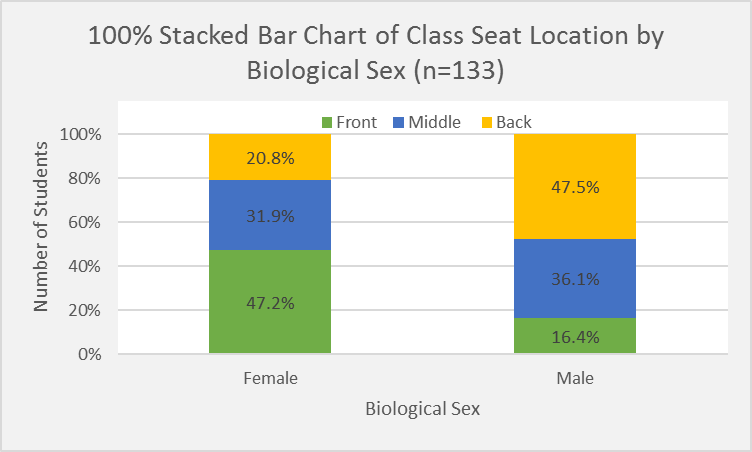 100% Stacked Bar Chart of Class Seat Location by
Biological Sex (n=133)
Front Middle Back
Number of Students
100%
80%
60%
40%
20%
0%
20.8%
31.9%
47.2%
47.5%
36.1%
16.4%
Female Male
Biological Sex